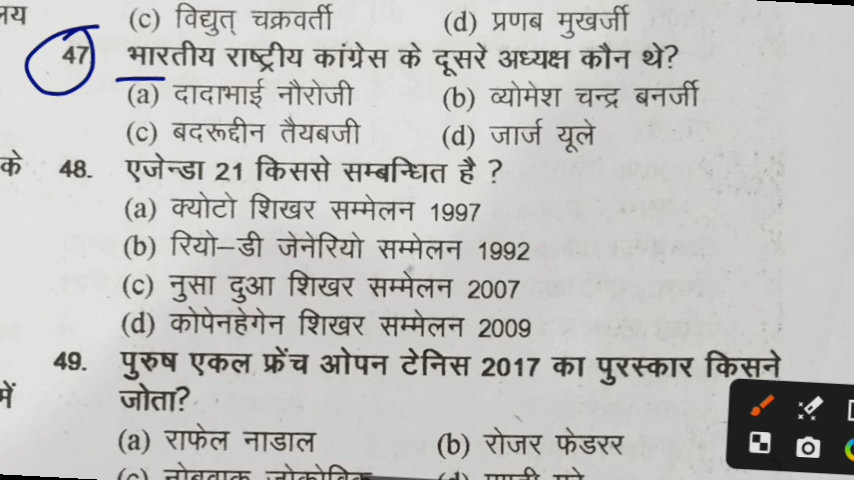 (c) विद्युत् चक्रवर्ती (d) प्रणब मुखर्जी
47 भारतीय राष्ट्रीय कांग्रेस के दूसरे अध्यक्ष कौन थे?
(a) दादाभाई नौरोजी (b) व्योमेश चन्द्र बनर्जी
(c) बदरूद्दीन तैयबजी (d) जार्ज यूले
के
48. एजेन्डा 21 किससे सम्बन्धित है ?
(a) क्योटो शिखर सम्मेलन 1997
(b) रियो–डी जेनेरियो सम्मेलन 1992
(c) नुसा दुआ शिखर सम्मेलन 2007
(d) कोपेनहेगेन शिखर सम्मेलन 2009
49. पुरुष एकल फ्रेंच ओपन टेनिस 2017 का पुरस्कार किसने
में
जोता?
(a) राफेल नाडाल (b) रोजर फेडरर